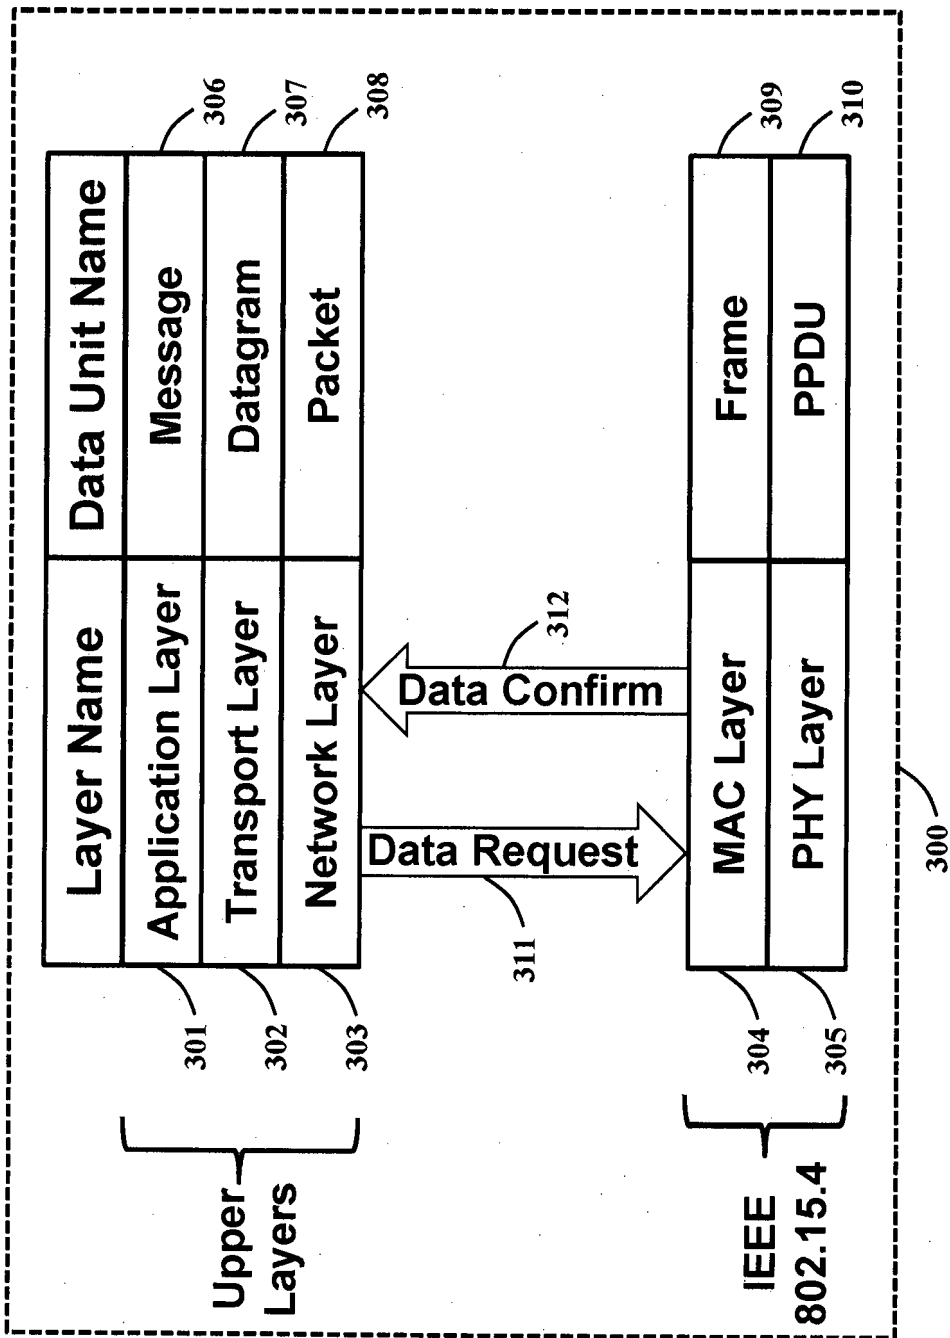 Layer Name Data Unit Name
301 Application Layer Message 306
302 Transport Layer Datagram 307
303 Network Layer Packet 308
Upper
Layers
Data Request
311
Data Confirm
312
304 MAC Layer Frame 309
305 PHY Layer PPDU 310
IEEE
802.15.4
300